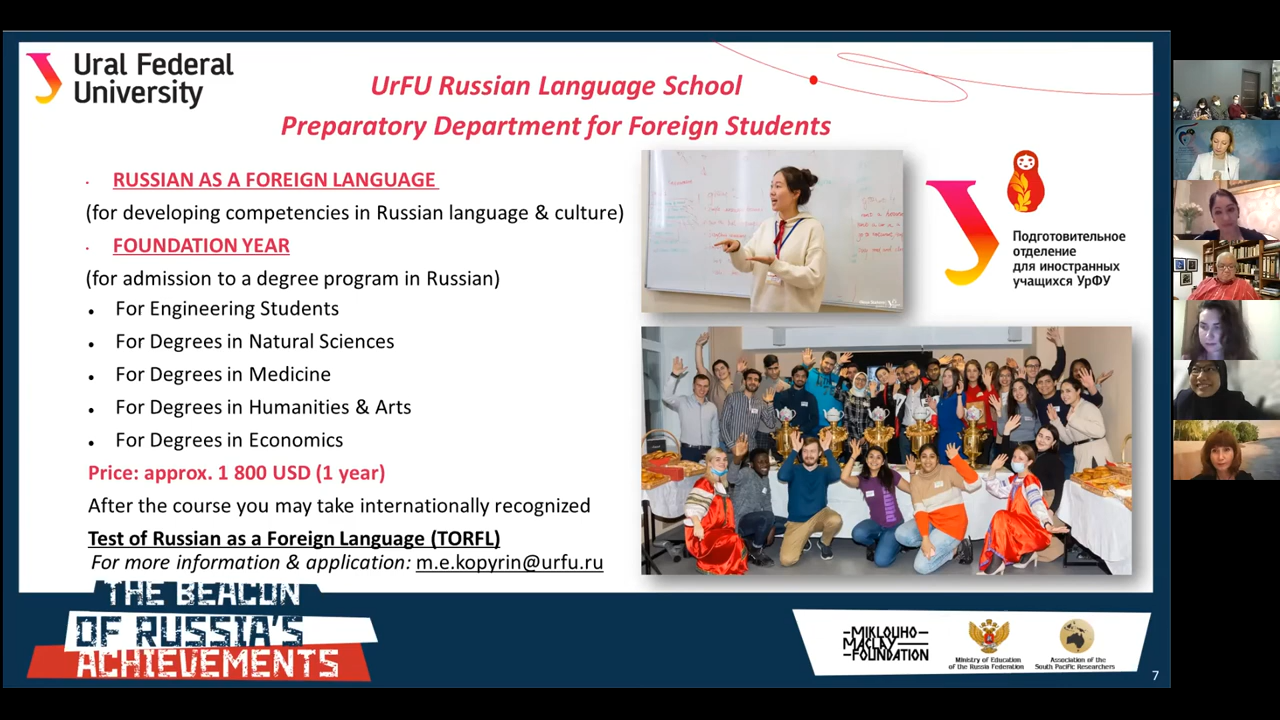 Ural Federal
University
UrFU Russian Language School
Preparatory Department for Foreign Students
RUSSIAN AS A FOREIGN LANGUAGE
(for developing competencies in Russian language & culture)
FOUNDATION YEAR
(for admission to a degree program in Russian)
For Engineering Students
For Degrees in Natural Sciences
For Degrees in Medicine
For Degrees in Humanities & Arts
For Degrees in Economics
Price: approx. 1 800 USD (1 year)
After the course you may take internationally recognized
Test of Russian as a Foreign Language (TORFL)
For more information & application: m.e.kopyrin@urfu.ru
Подготовительное
отделение
для иностранных
учащихся УрФУ
THE BEACON
OF RUSSIA'S
ACHIEVEMENTS
MIKLOUHO
MACLAY
FOUNDATION
Ministry of Education
of the Russia Federation
Association of the
South Pacific Researchers
7